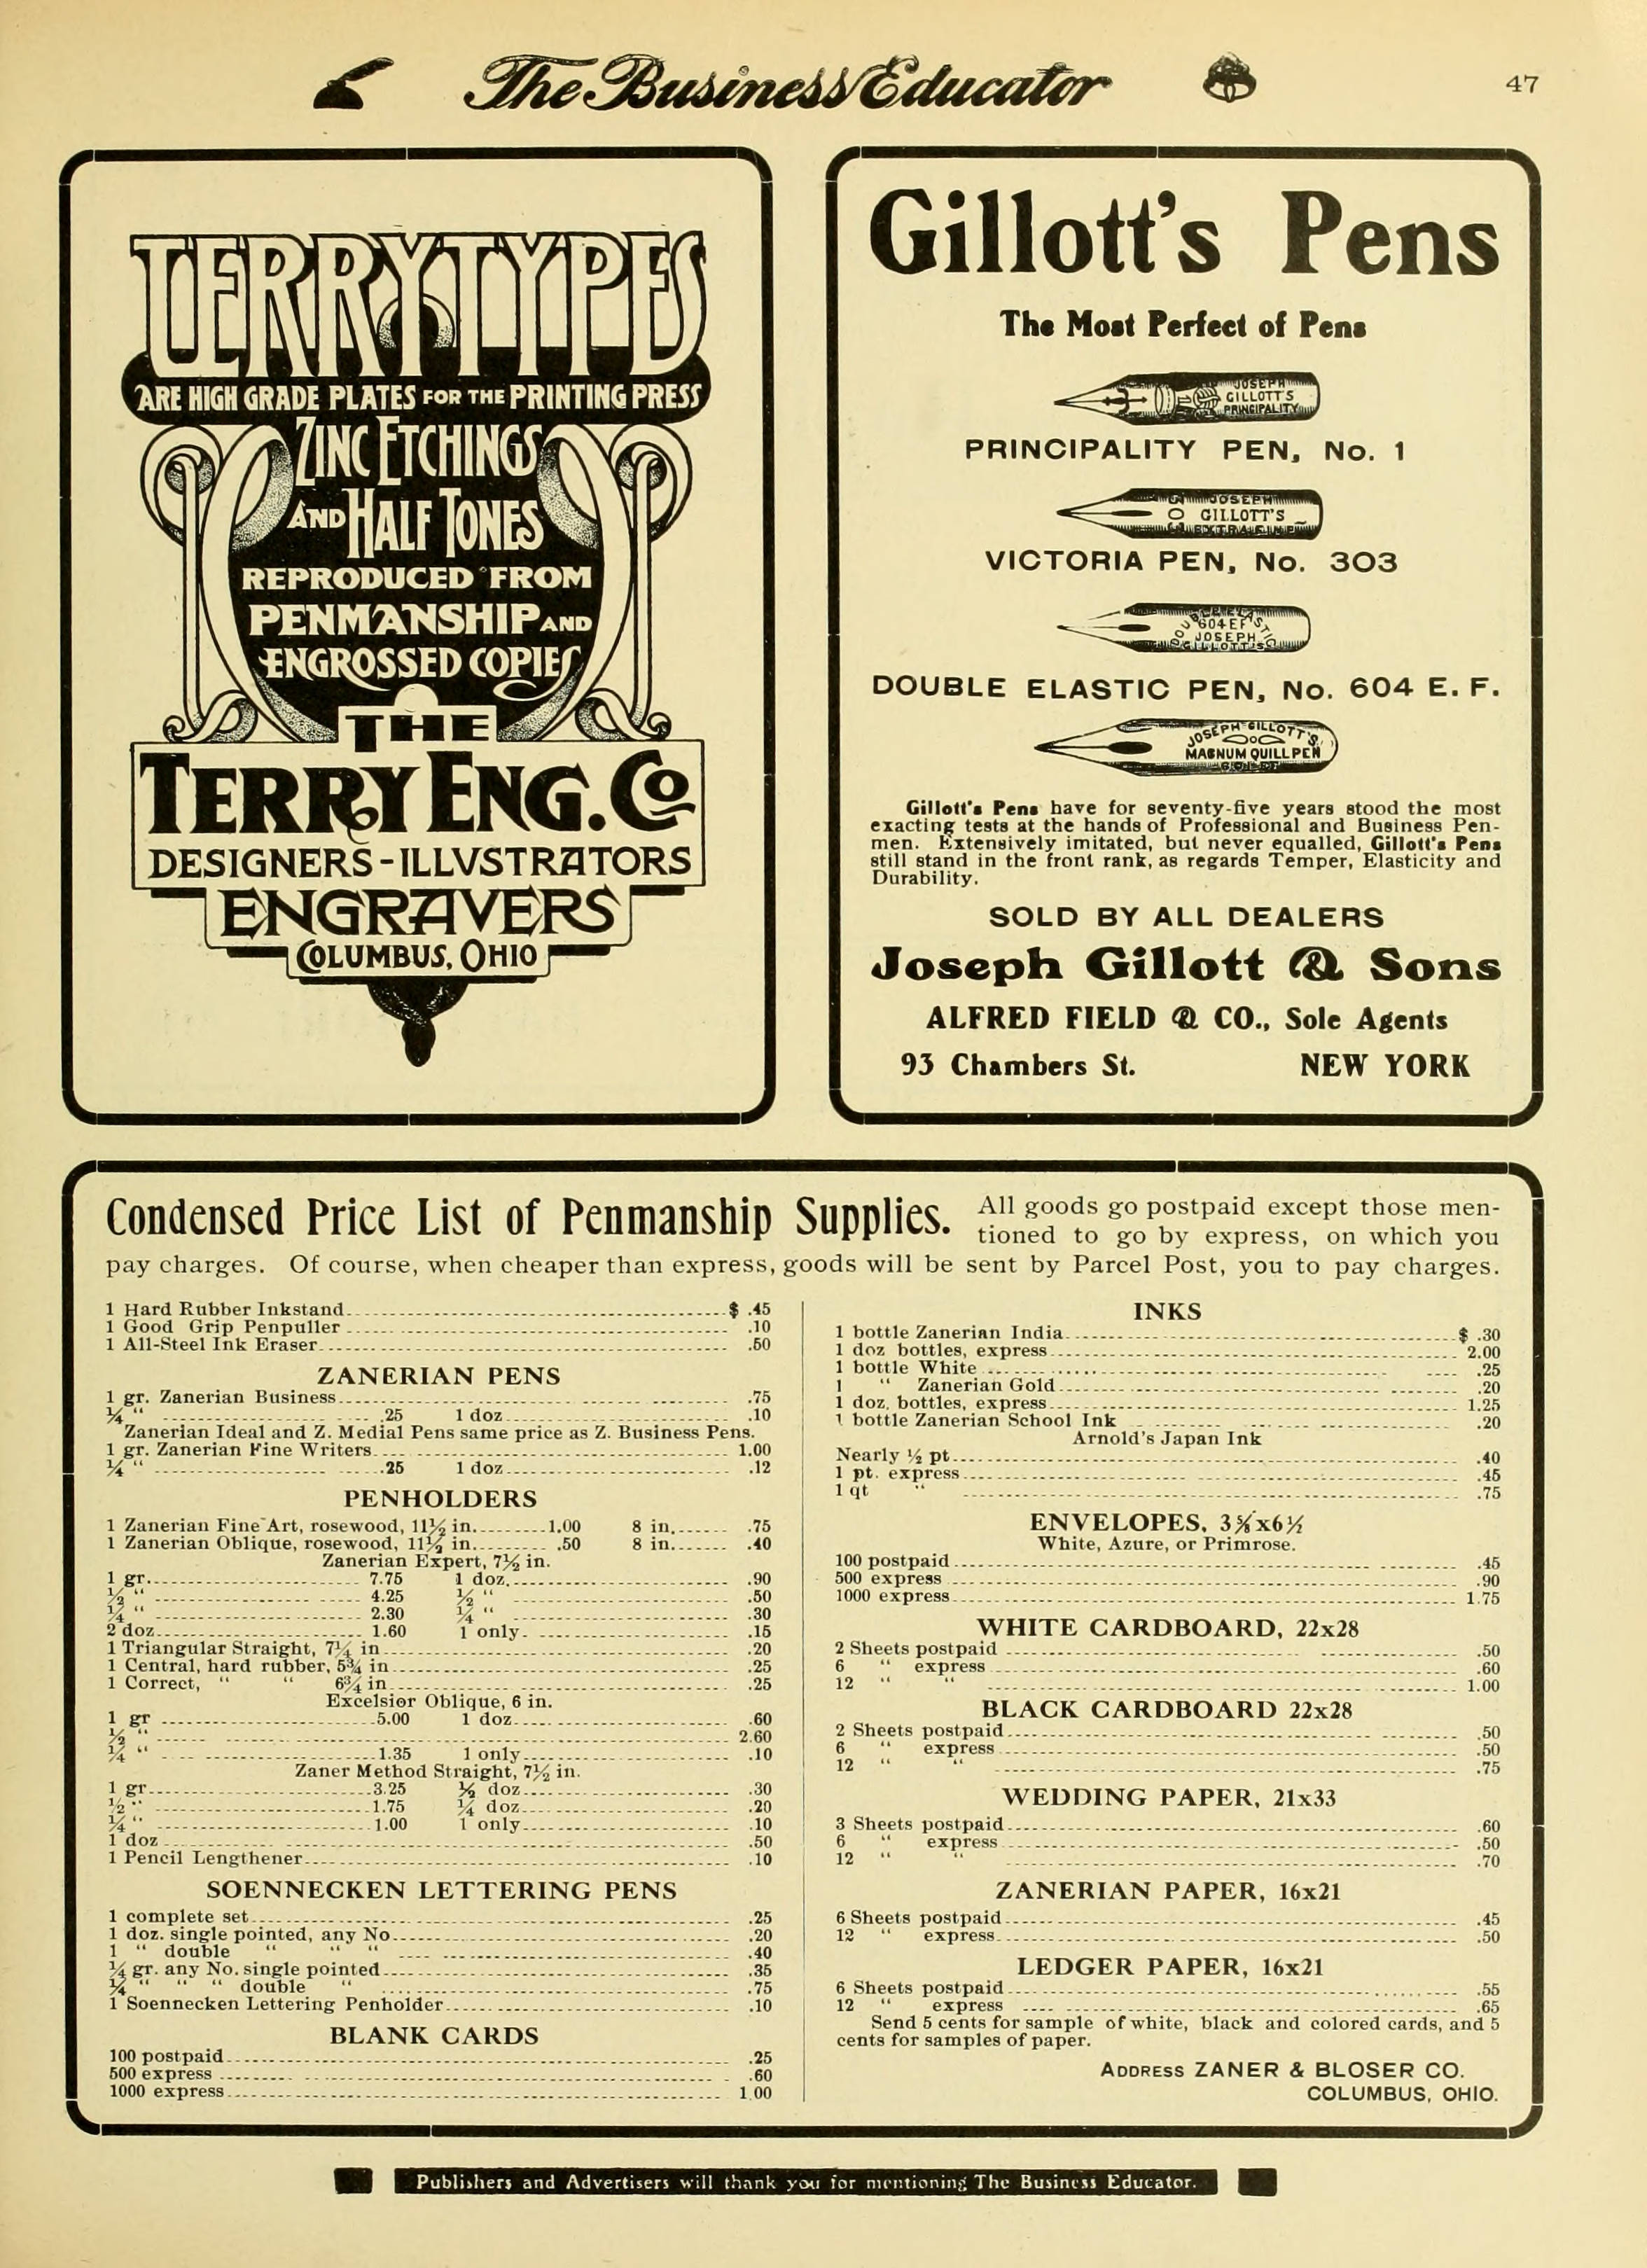 The Business Educator
47
TERRYTYPES
ARE HIGH GRADE PLATES FOR THE PRINTING PRESS
ZINC ETCHINGS
AND HALF TONES
REPRODUCED FROM
PENMANSHIP AND
ENGROSSED COPIES
THE
TERRY ENG. CO
DESIGNERS - ILLVSTRATORS
ENGRAVERS
COLUMBUS, OHIO
Gillott's Pens
The Most Perfect of Pens
JOSEPH
GILLOTT'S
PRINCIPALITY
PRINCIPALITY PEN, No. 1
303
JOSEPH
GILLOTT'S
EXTRA FINE
VICTORIA PEN, No. 303
DOUBLE ELASTIC
604 EF
JOSEPH
GILLOTT'S
DOUBLE ELASTIC PEN, No. 604 E. F.
JOSEPH GILLOTT'S
MAGNUM QUILL PEN
Gillott's Pens have for seventy-five years stood the most
exacting tests at the hands of Professional and Business Pen-
men. Extensively imitated, but never equalled, Gillott's Pens
still stand in the front rank, as regards Temper, Elasticity and
Durability.
SOLD BY ALL DEALERS
Joseph Gillott & Sons
ALFRED FIELD & CO., Sole Agents
93 Chambers St. NEW YORK
Condensed Price List of Penmanship Supplies. All goods go postpaid except those men-
tioned to go by express, on which you
pay charges. Of course, when cheaper than express, goods will be sent by Parcel Post, you to pay charges.
1 Hard Rubber Inkstand $ .45
1 Good Grip Penpuller .10
1 All-Steel Ink Eraser .50
ZANERIAN PENS
1 gr. Zanerian Business .75
¼ " .25 1 doz .10
Zanerian Ideal and Z. Medial Pens same price as Z. Business Pens.
1 gr. Zanerian Fine Writers 1.00
¼ " .25 1 doz .12
PENHOLDERS
1 Zanerian Fine Art, rosewood, 11½ in. 1.00 8 in. .75
1 Zanerian Oblique, rosewood, 11½ in. .50 8 in. .40
Zanerian Expert, 7½ in.
1 gr. 7.75 1 doz. .90
½ " 4.25 ½ " .50
¼ " 2.30 ¼ " .30
2 doz. 1.60 1 only .15
1 Triangular Straight, 7¼ in .20
1 Central, hard rubber, 5¾ in .25
1 Correct, " " 6¾ in .25
Excelsior Oblique, 6 in.
1 gr 5.00 1 doz .60
½ " 2.60
¼ " 1.35 1 only .10
Zaner Method Straight, 7½ in.
1 gr 3.25 ½ doz .30
½ " 1.75 ¼ doz .20
¼ " 1.00 1 only .10
1 doz .50
1 Pencil Lengthener .10
SOENNECKEN LETTERING PENS
1 complete set .25
1 doz. single pointed, any No .20
1 " double " " " .40
¼ gr. any No. single pointed .35
¼ " " " double " .75
1 Soennecken Lettering Penholder .10
BLANK CARDS
100 postpaid .25
500 express .60
1000 express 1.00
INKS
1 bottle Zanerian India $ .30
1 doz bottles, express 2.00
1 bottle White .25
1 " Zanerian Gold .20
1 doz. bottles, express 1.25
1 bottle Zanerian School Ink .20
Arnold's Japan Ink
Nearly ½ pt .40
1 pt. express .45
1 qt " .75
ENVELOPES, 3⅝x6½
White, Azure, or Primrose.
100 postpaid .45
500 express .90
1000 express 1.75
WHITE CARDBOARD, 22x28
2 Sheets postpaid .50
6 " express .60
12 " " 1.00
BLACK CARDBOARD 22x28
2 Sheets postpaid .50
6 " express .50
12 " " .75
WEDDING PAPER, 21x33
3 Sheets postpaid .60
6 " express .50
12 " " .70
ZANERIAN PAPER, 16x21
6 Sheets postpaid .45
12 " express .50
LEDGER PAPER, 16x21
6 Sheets postpaid .55
12 " express .65
Send 5 cents for sample of white, black and colored cards, and 5
cents for samples of paper.
ADDRESS ZANER & BLOSER CO.
COLUMBUS, OHIO.
Publishers and Advertisers will thank you for mentioning The Business Educator.